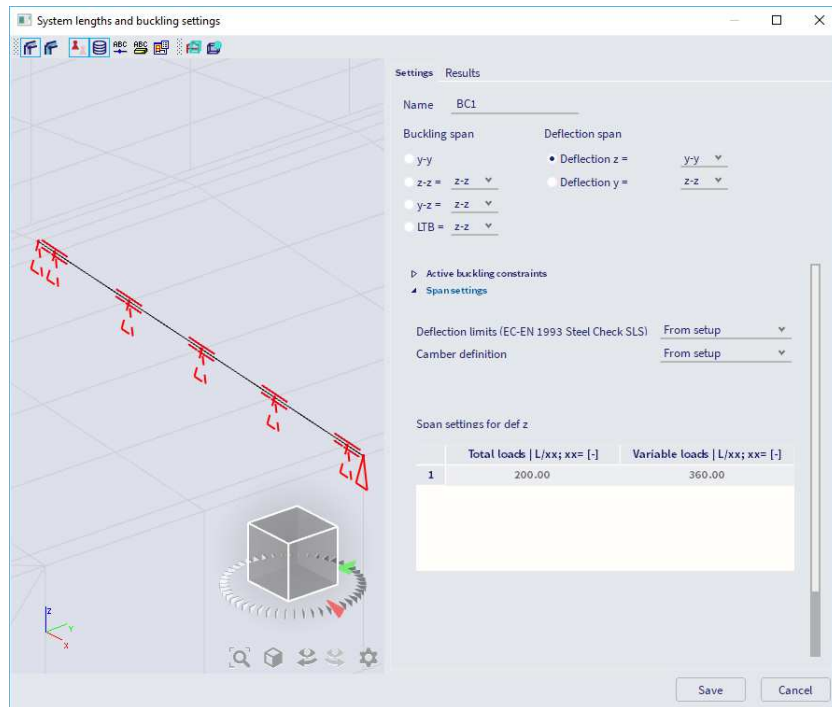 System lengths and buckling settings
ABC ABC
Settings Results
Name BC1
Buckling span Deflection span
y-y Deflection z = y-y
z-z = z-z Deflection y = z-z
y-z = z-z
LTB = z-z
Active buckling constraints
Span settings
Deflection limits (EC-EN 1993 Steel Check SLS) From setup
Camber definition From setup
Span settings for def z
Total loads | L/xx; xx= [-] Variable loads | L/xx; xx= [-]
1 200.00 360.00
Z
Y
X
Save Cancel